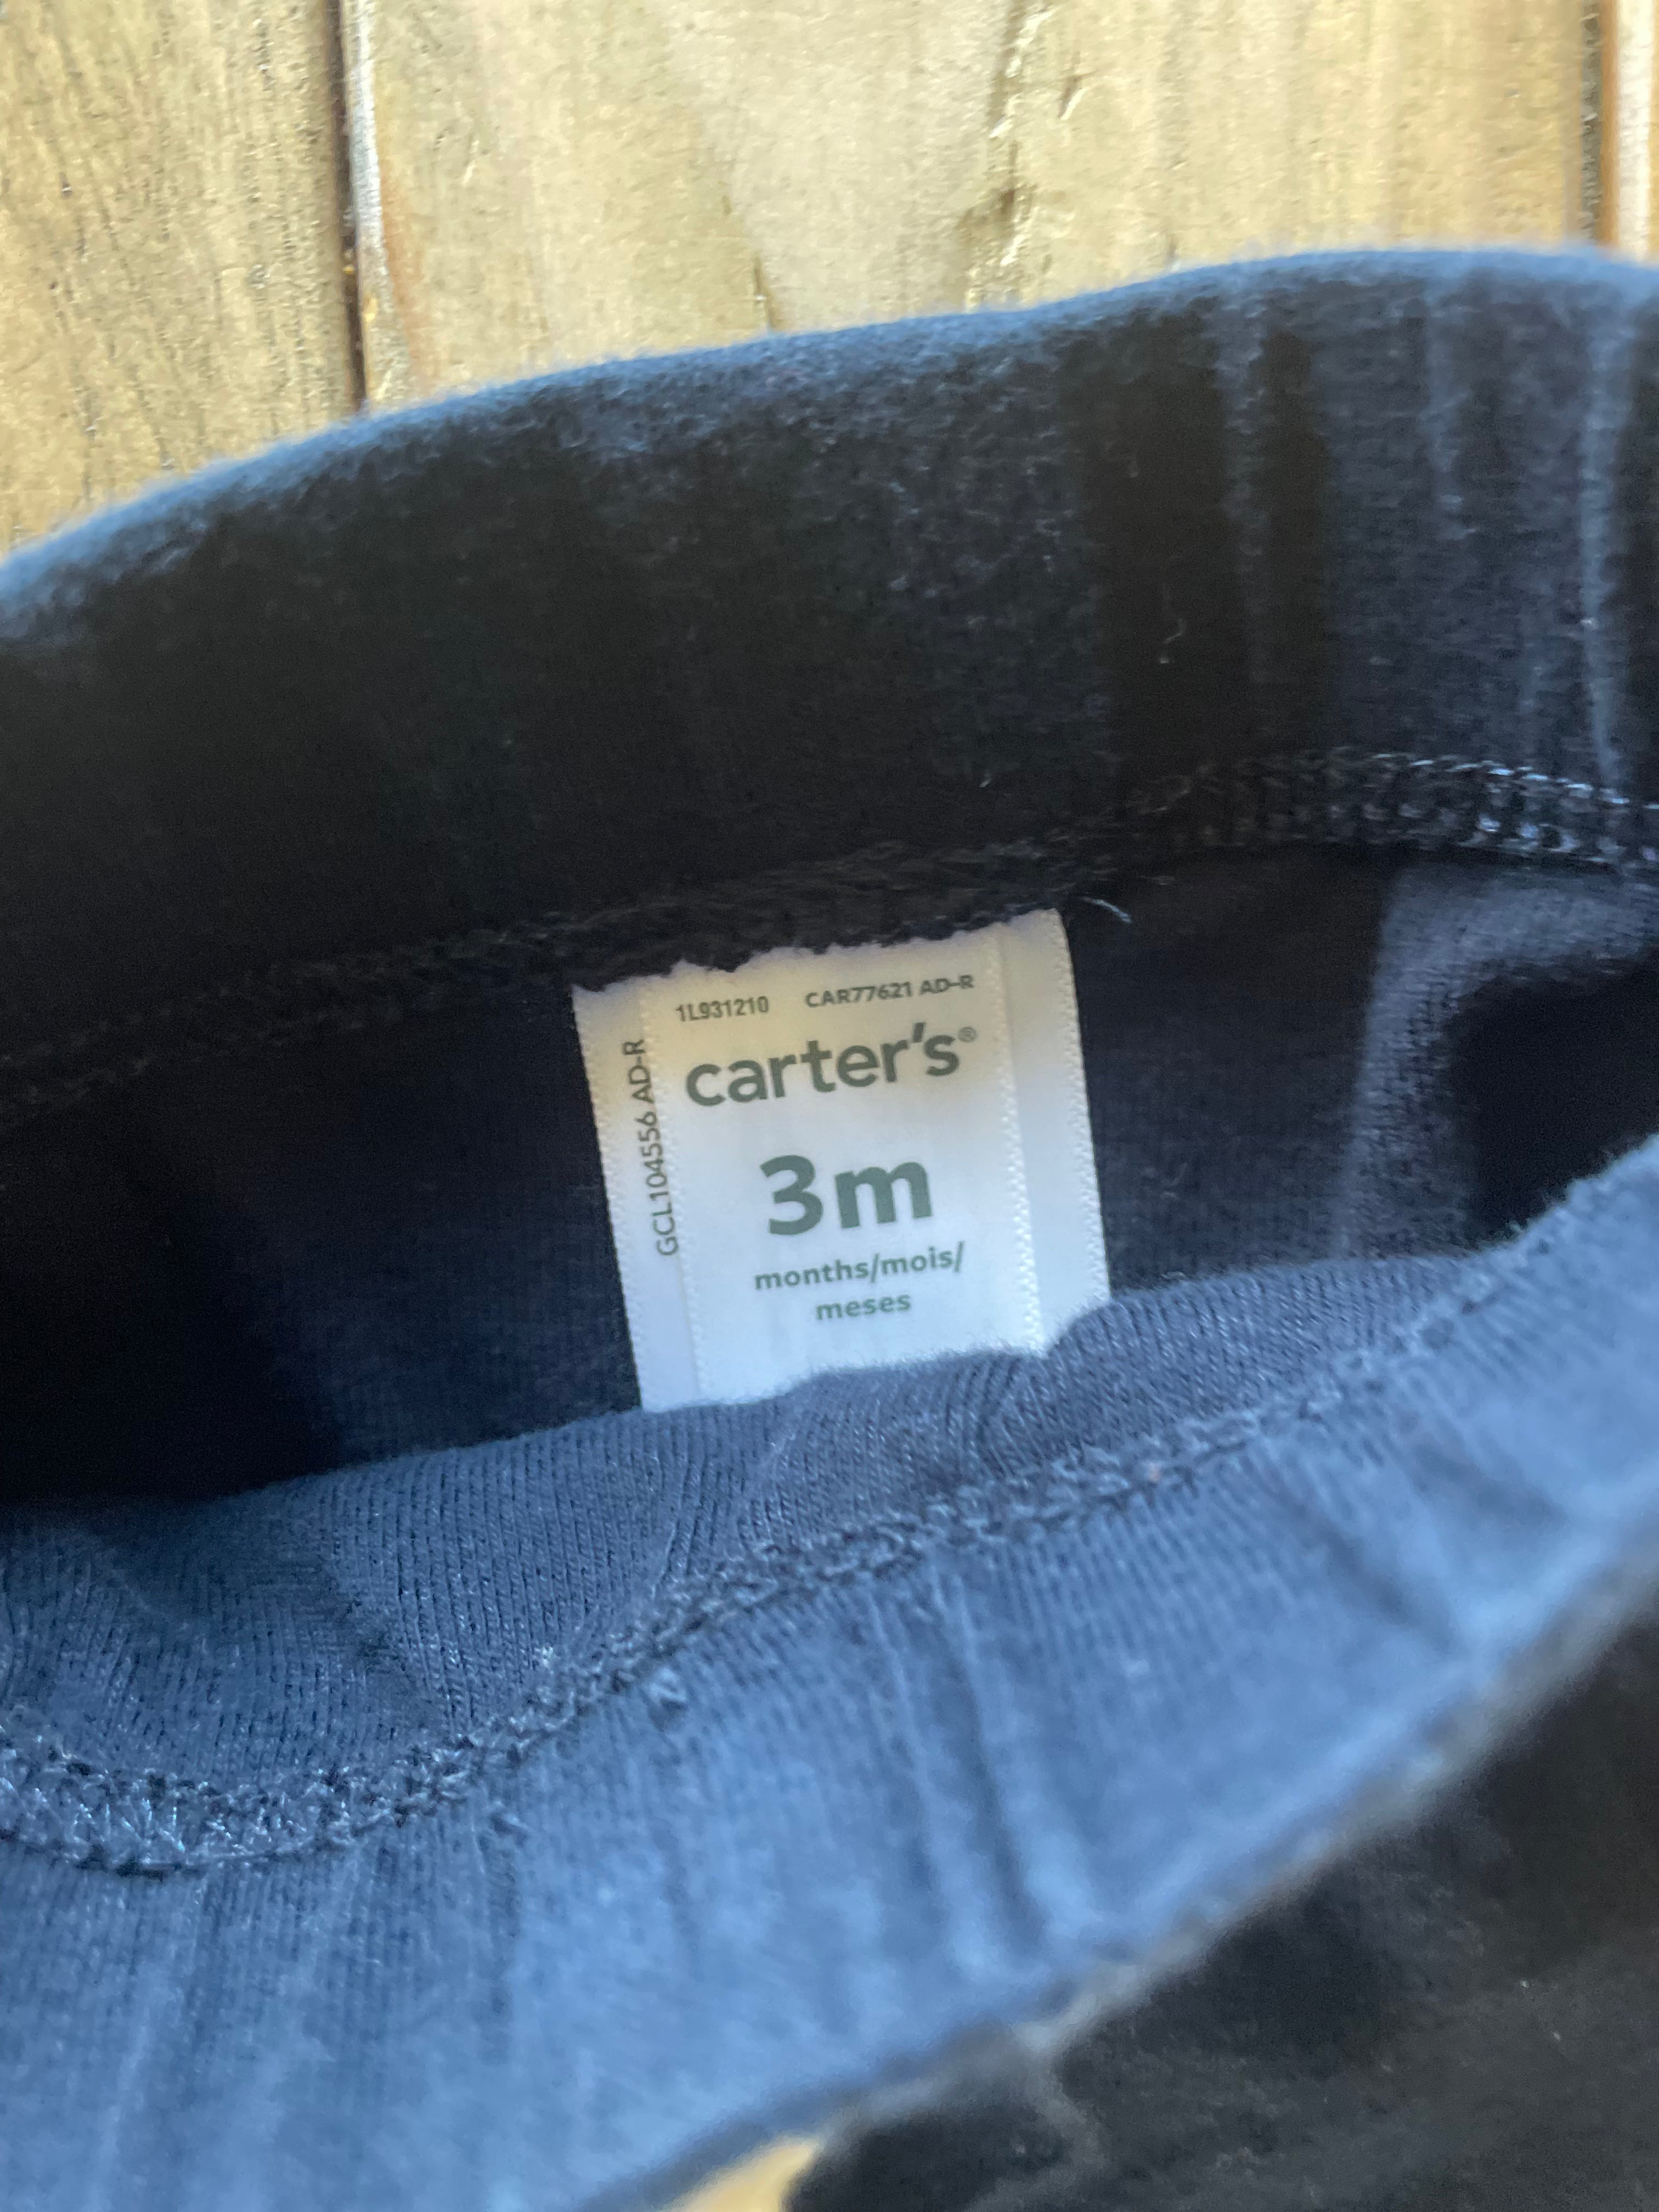 1L931210 CAR77621 AD-R
carter's®
3m
months/mois/
meses
GCL104556 AD-R